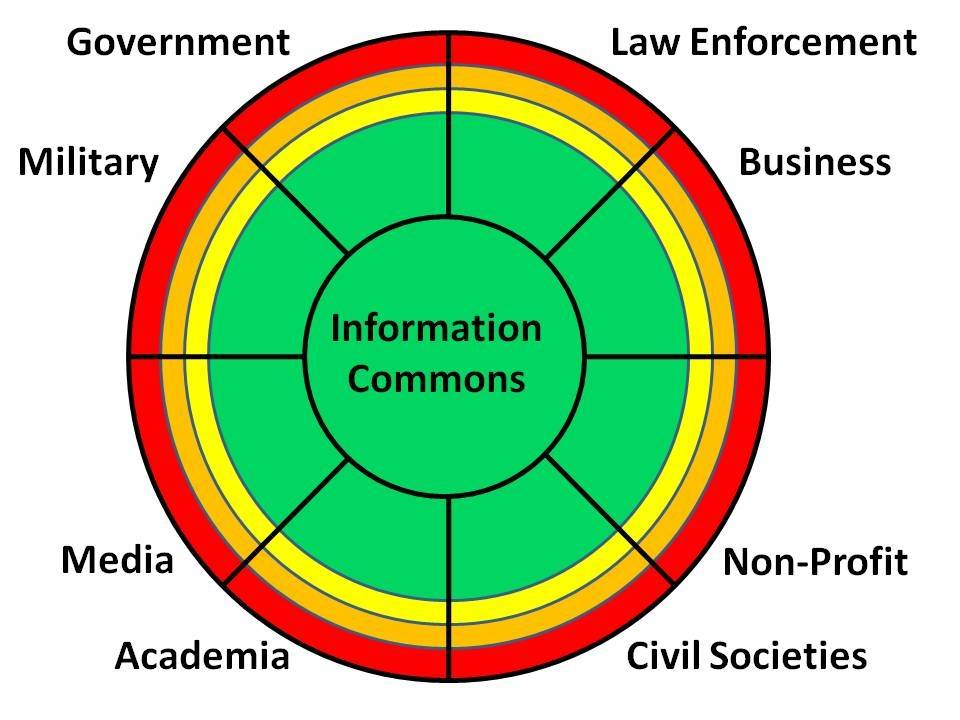 Government
Law Enforcement
Military
Business
Information
Commons
Media
Non-Profit
Academia
Civil Societies